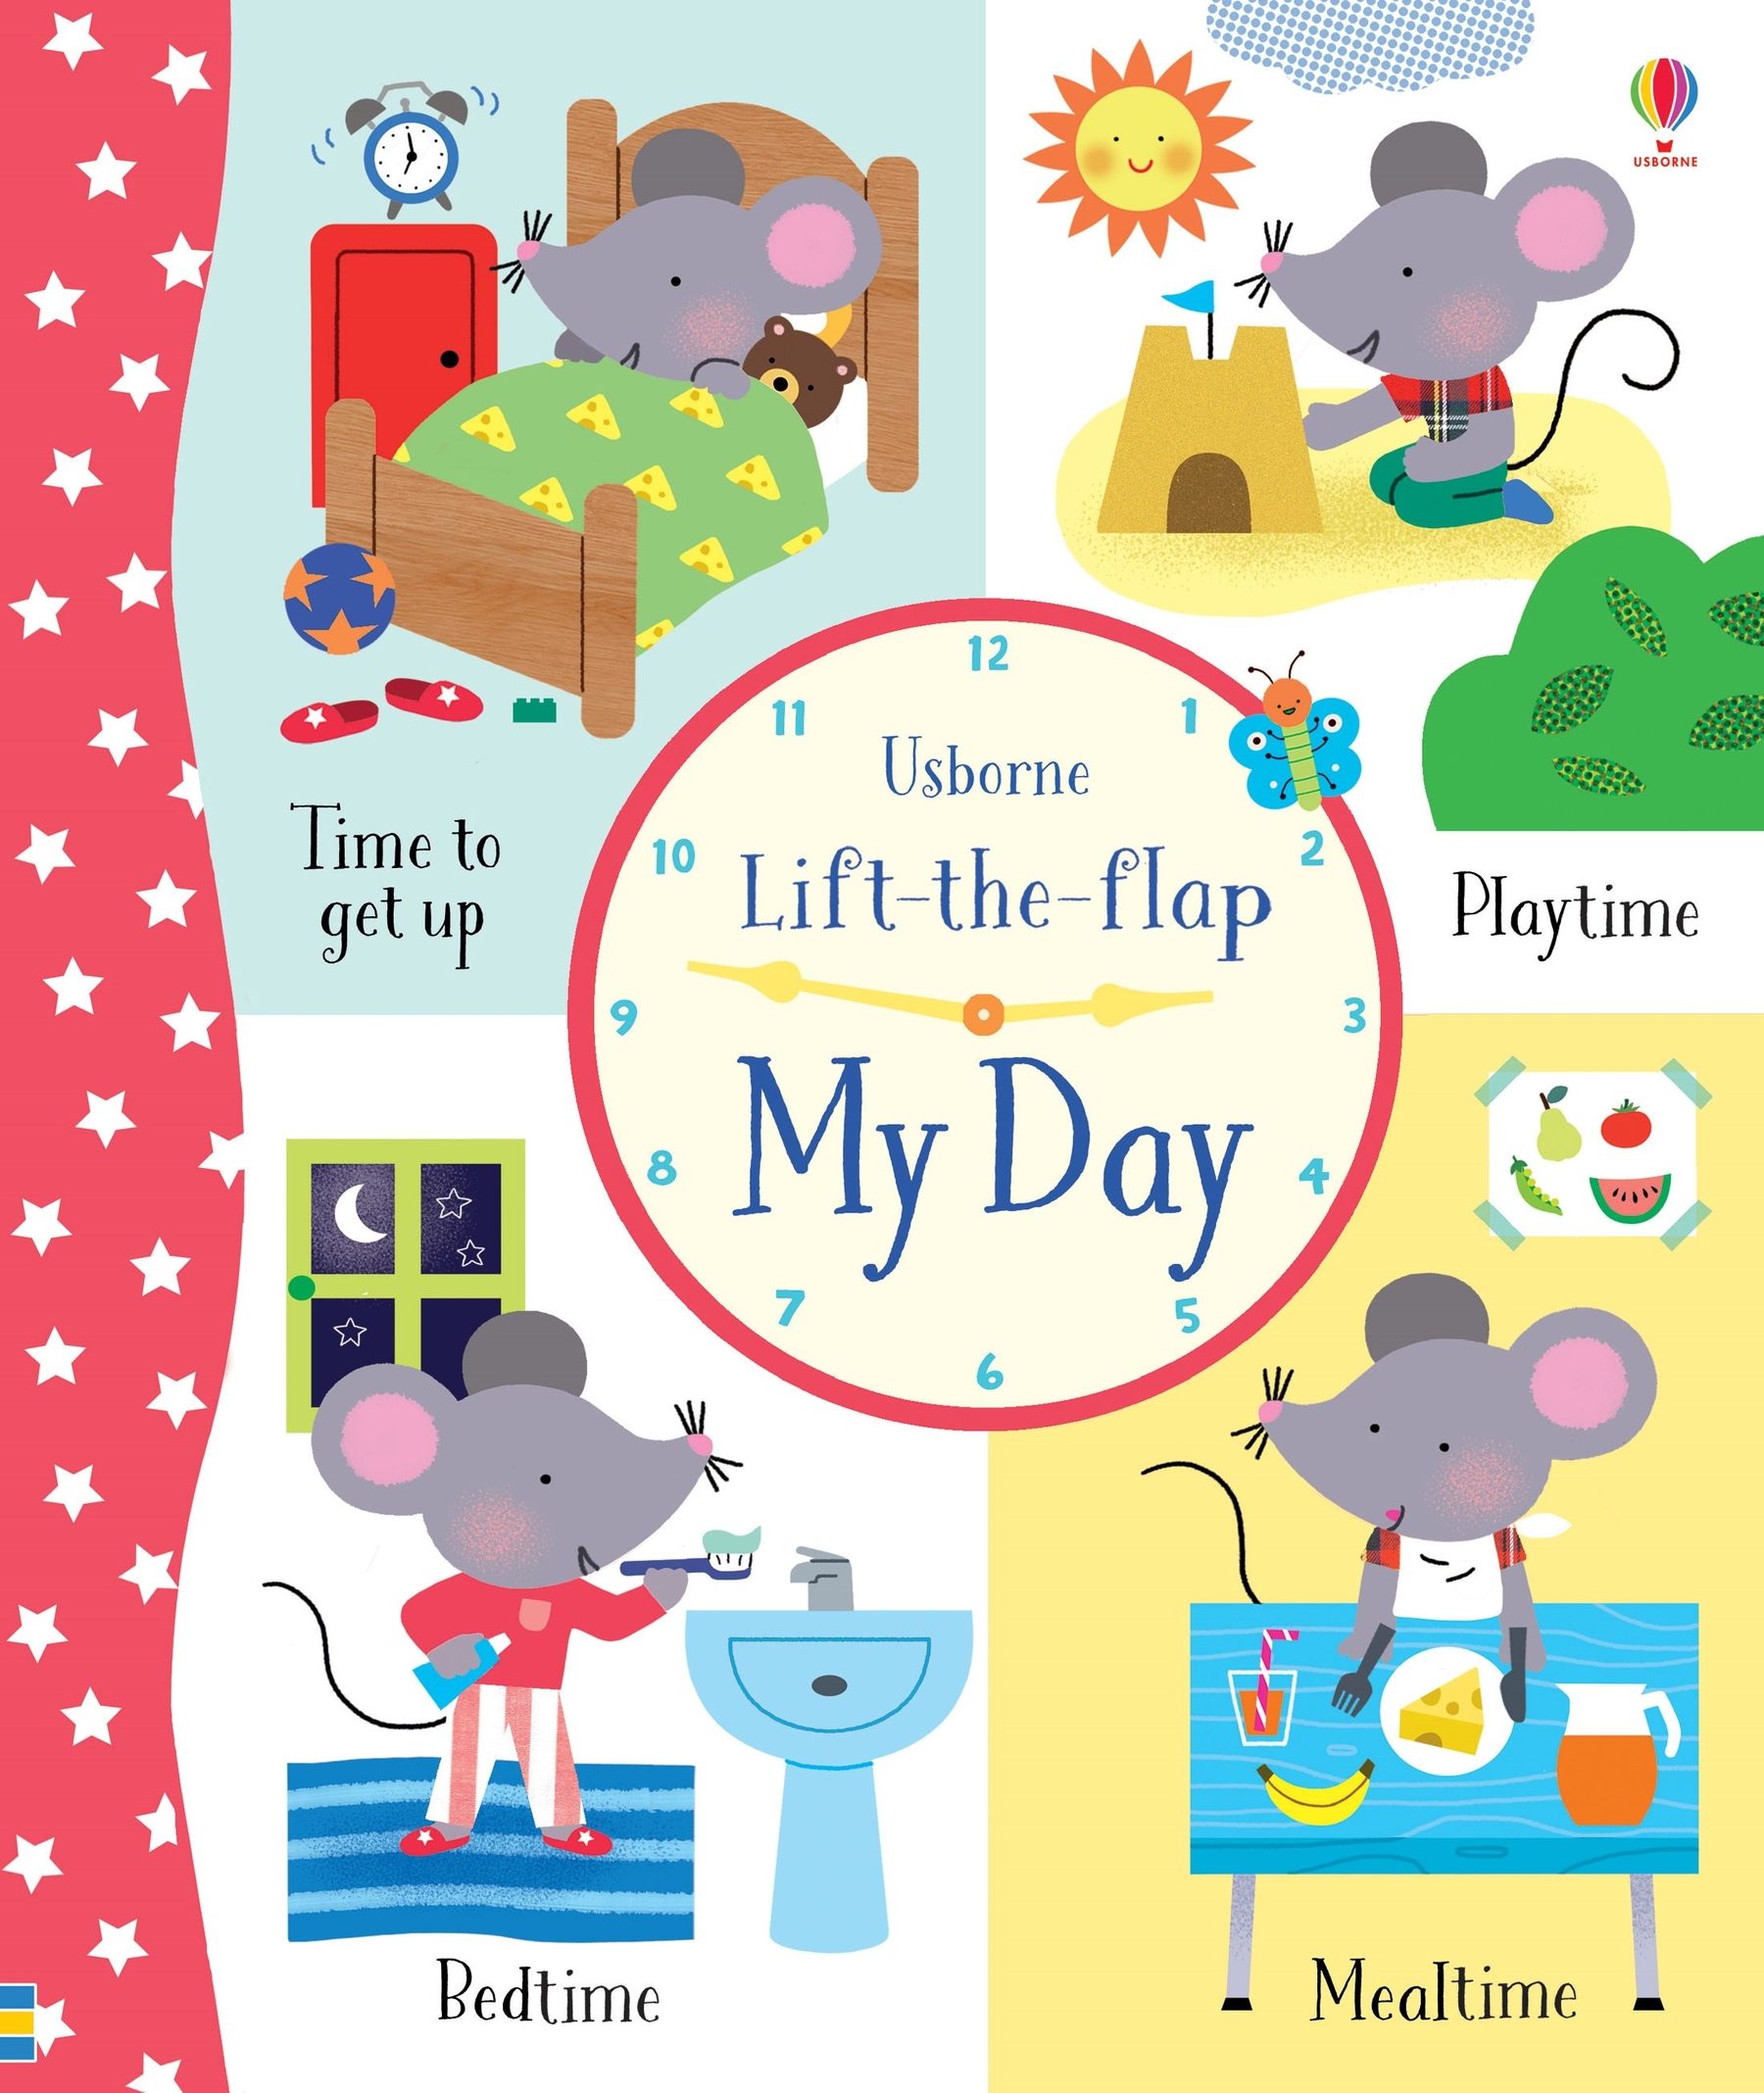 USBORNE
12
11
1
Usborne
10
2
Lift-the-flap
9
3
My Day
8
4
7
5
6
Time to
get up
Playtime
Bedtime
Mealtime